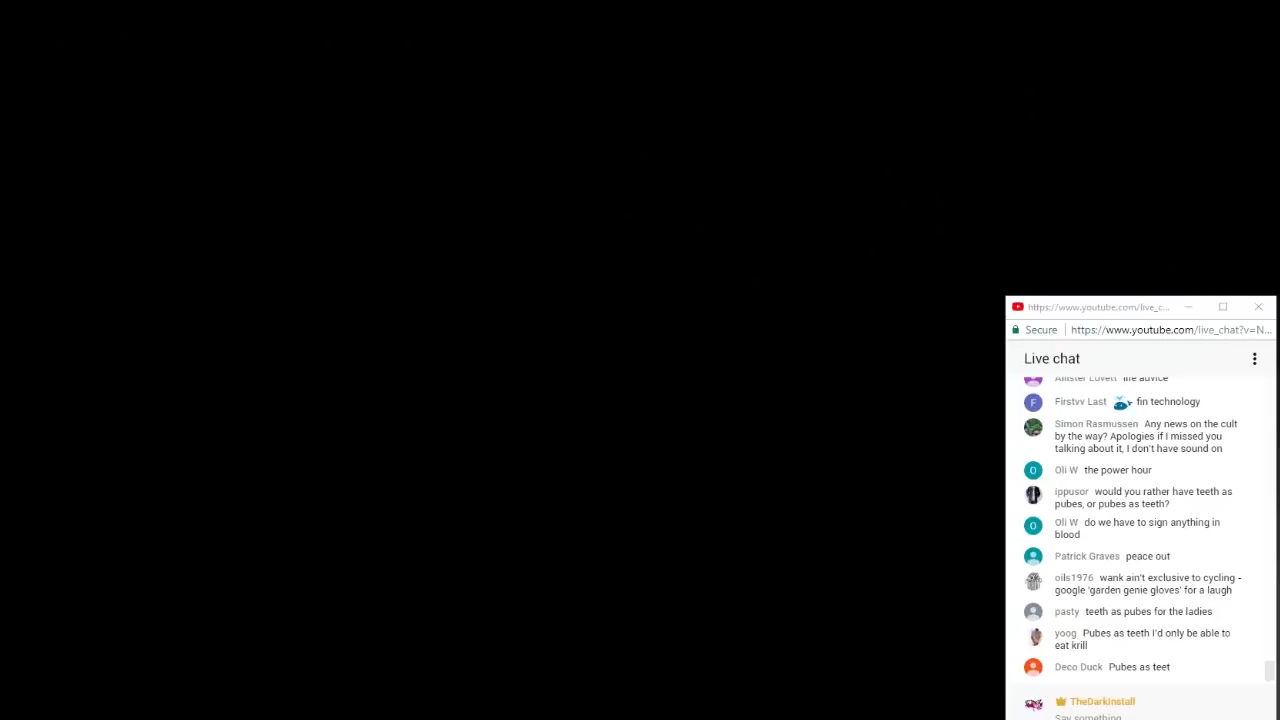 https://www.youtube.com/live_c...
Secure https://www.youtube.com/live_chat?v=N...
Live chat
Allister Lovett life advice
F Firstvv Last fin technology
Simon Rasmussen Any news on the cult
by the way? Apologies if I missed you
talking about it, I don't have sound on
O Oli W the power hour
ippusor would you rather have teeth as
pubes, or pubes as teeth?
O Oli W do we have to sign anything in
blood
Patrick Graves peace out
oils1976 wank ain't exclusive to cycling -
google 'garden genie gloves' for a laugh
pasty teeth as pubes for the ladies
yoog Pubes as teeth I'd only be able to
eat krill
Deco Duck Pubes as teet
TheDarkInstall
Say something